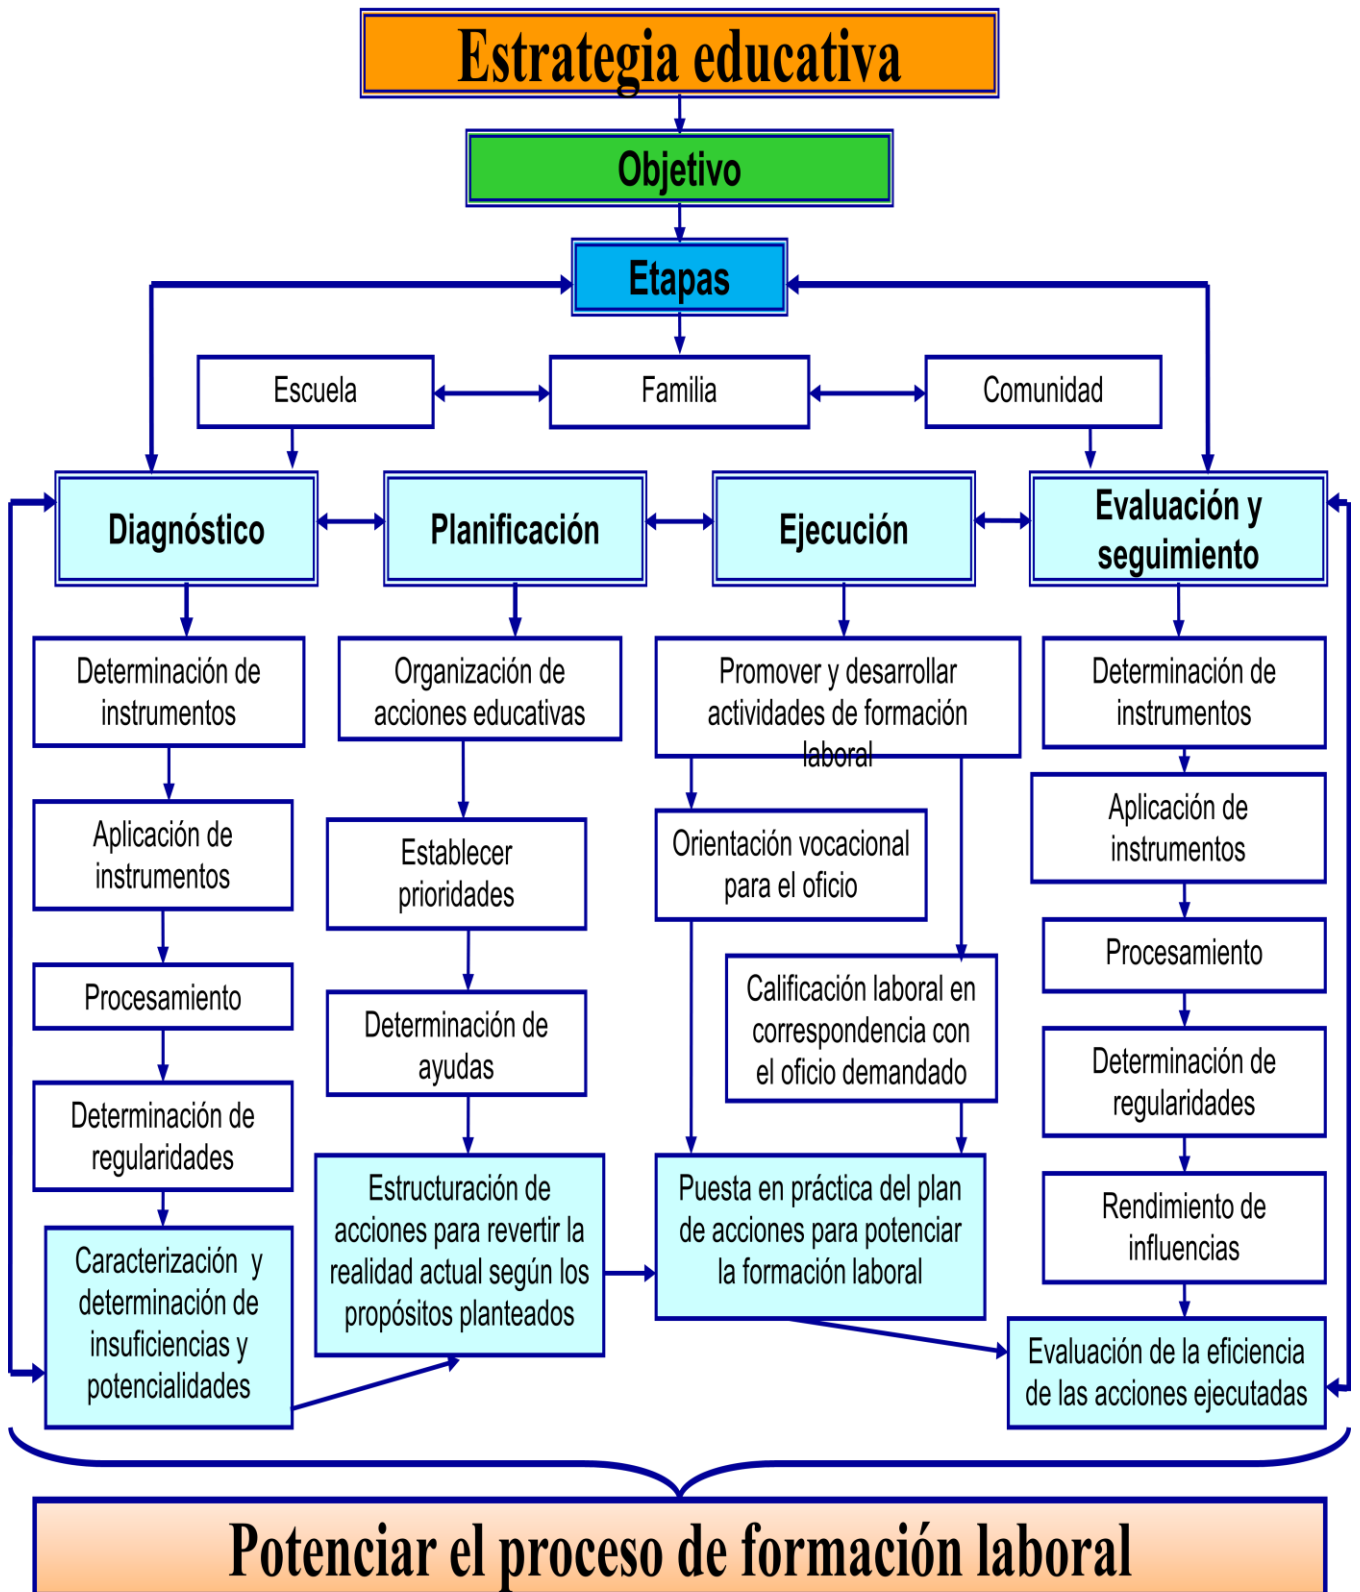 Estrategia educativa
Objetivo
Etapas
Escuela
Familia
Comunidad
Diagnóstico
Planificación
Ejecución
Evaluación y
seguimiento
Determinación de
instrumentos
Aplicación de
instrumentos
Procesamiento
Determinación de
regularidades
Caracterización y
determinación de
insuficiencias y
potencialidades
Organización de
acciones educativas
Establecer
prioridades
Determinación de
ayudas
Estructuración de
acciones para revertir la
realidad actual según los
propósitos planteados
Promover y desarrollar
actividades de formación
laboral
Orientación vocacional
para el oficio
Calificación laboral en
correspondencia con
el oficio demandado
Puesta en práctica del plan
de acciones para potenciar
la formación laboral
Determinación de
instrumentos
Aplicación de
instrumentos
Procesamiento
Determinación de
regularidades
Rendimiento de
influencias
Evaluación de la eficiencia
de las acciones ejecutadas
Potenciar el proceso de formación laboral